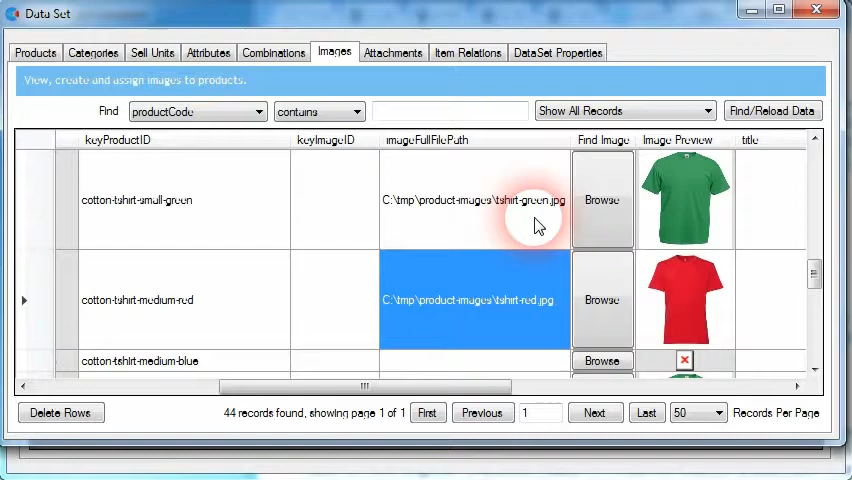 Data Set
Products Categories Sell Units Attributes Combinations Images Attachments Item Relations DataSet Properties
View, create and assign images to products.
Find productCode contains Show All Records Find/Reload Data
keyProductID keyImageID imageFullFilePath Find Image Image Preview title
cotton-tshirt-small-green C:\tmp\product-images\tshirt-green.jpg Browse
cotton-tshirt-medium-red C:\tmp\product-images\tshirt-red.jpg Browse
cotton-tshirt-medium-blue Browse
Delete Rows 44 records found, showing page 1 of 1 First Previous 1 Next Last 50 Records Per Page